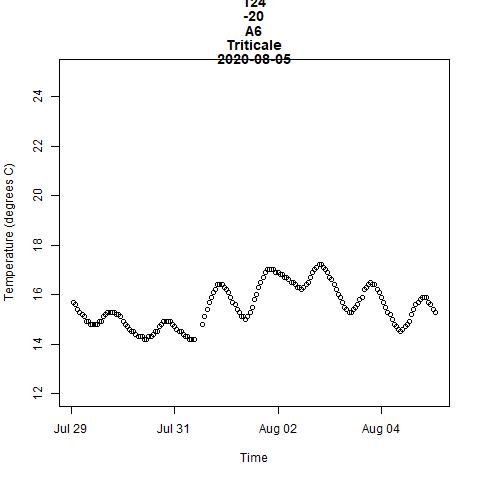 124
-20
A6
Triticale
2020-08-05
Temperature (degrees C)
24
22
20
18
16
14
12
Jul 29
Jul 31
Aug 02
Aug 04
Time